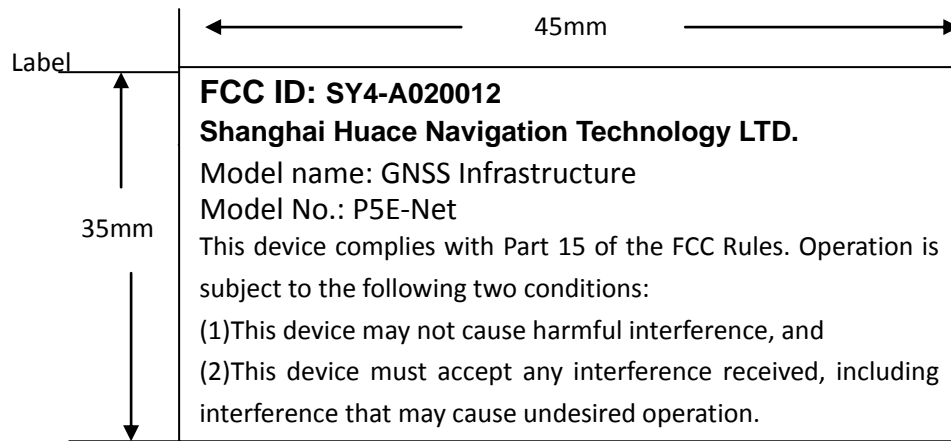 45mm
Label
FCC ID: SY4-A020012
Shanghai Huace Navigation Technology LTD.
Model name: GNSS Infrastructure
Model No.: P5E-Net
35mm
This device complies with Part 15 of the FCC Rules. Operation is
subject to the following two conditions:
(1)This device may not cause harmful interference, and
(2)This device must accept any interference received, including
interference that may cause undesired operation.